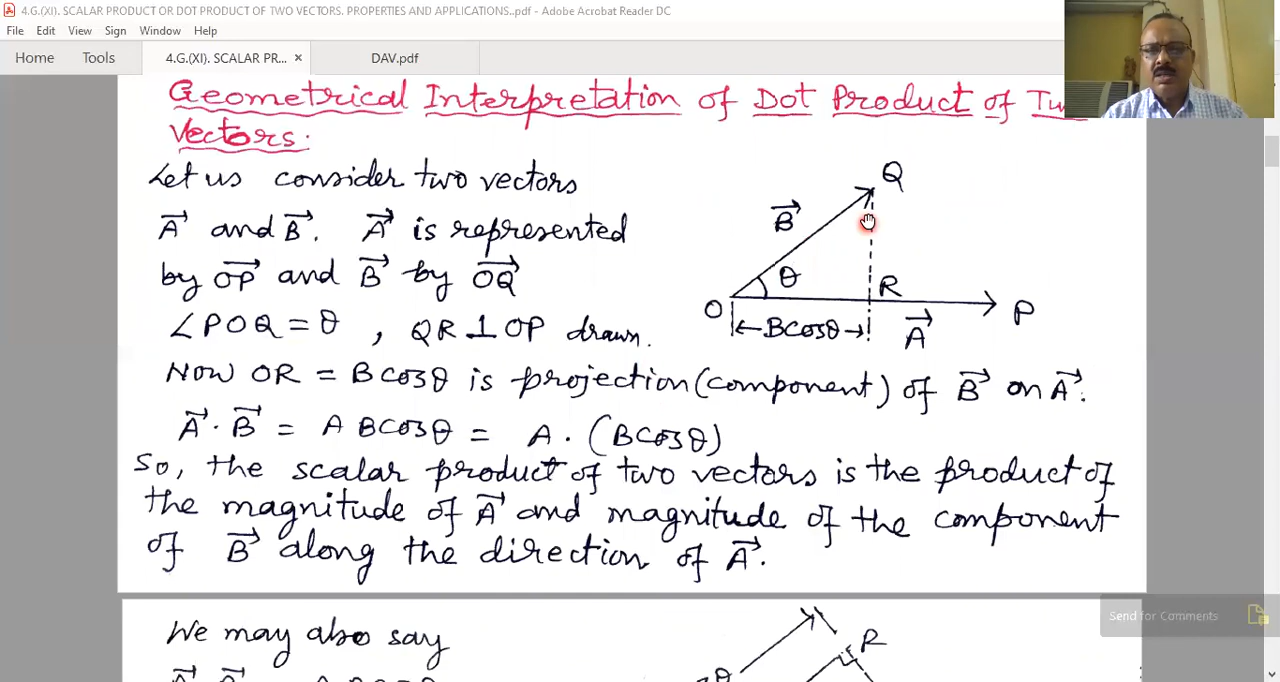 4.G.(XI). SCALAR PRODUCT OR DOT PRODUCT OF TWO VECTORS. PROPERTIES AND APPLICATIONS..pdf - Adobe Acrobat Reader DC
File Edit View Sign Window Help
Home Tools 4.G.(XI). SCALAR PR... × DAV.pdf
Geometrical Interpretation of Dot Product of
Vectors:
Let us consider two vectors
A⃗ and B⃗. A⃗ is represented
by OP⃗ and B⃗ by OQ⃗
∠POQ = θ , QR ⊥ OP drawn.
Q
B⃗
θ
R
O
P
←Bcosθ→
A⃗
Now OR = Bcosθ is projection (component) of B⃗ on A⃗.
A⃗ · B⃗ = A Bcosθ = A · (Bcosθ)
So, the scalar product of two vectors is the product of
the magnitude of A⃗ and magnitude of the component
of B⃗ along the direction of A⃗.
Send for Comments
We may also say
R